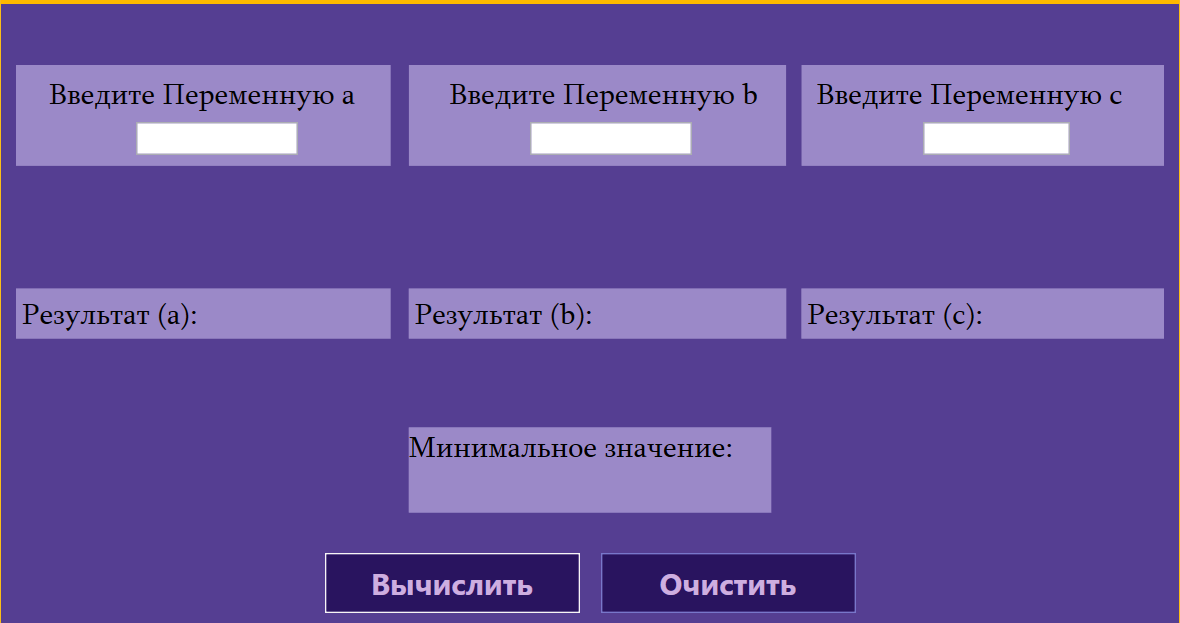 Введите Переменную a
Введите Переменную b
Введите Переменную c
Результат (a):
Результат (b):
Результат (c):
Минимальное значение:
Вычислить
Очистить